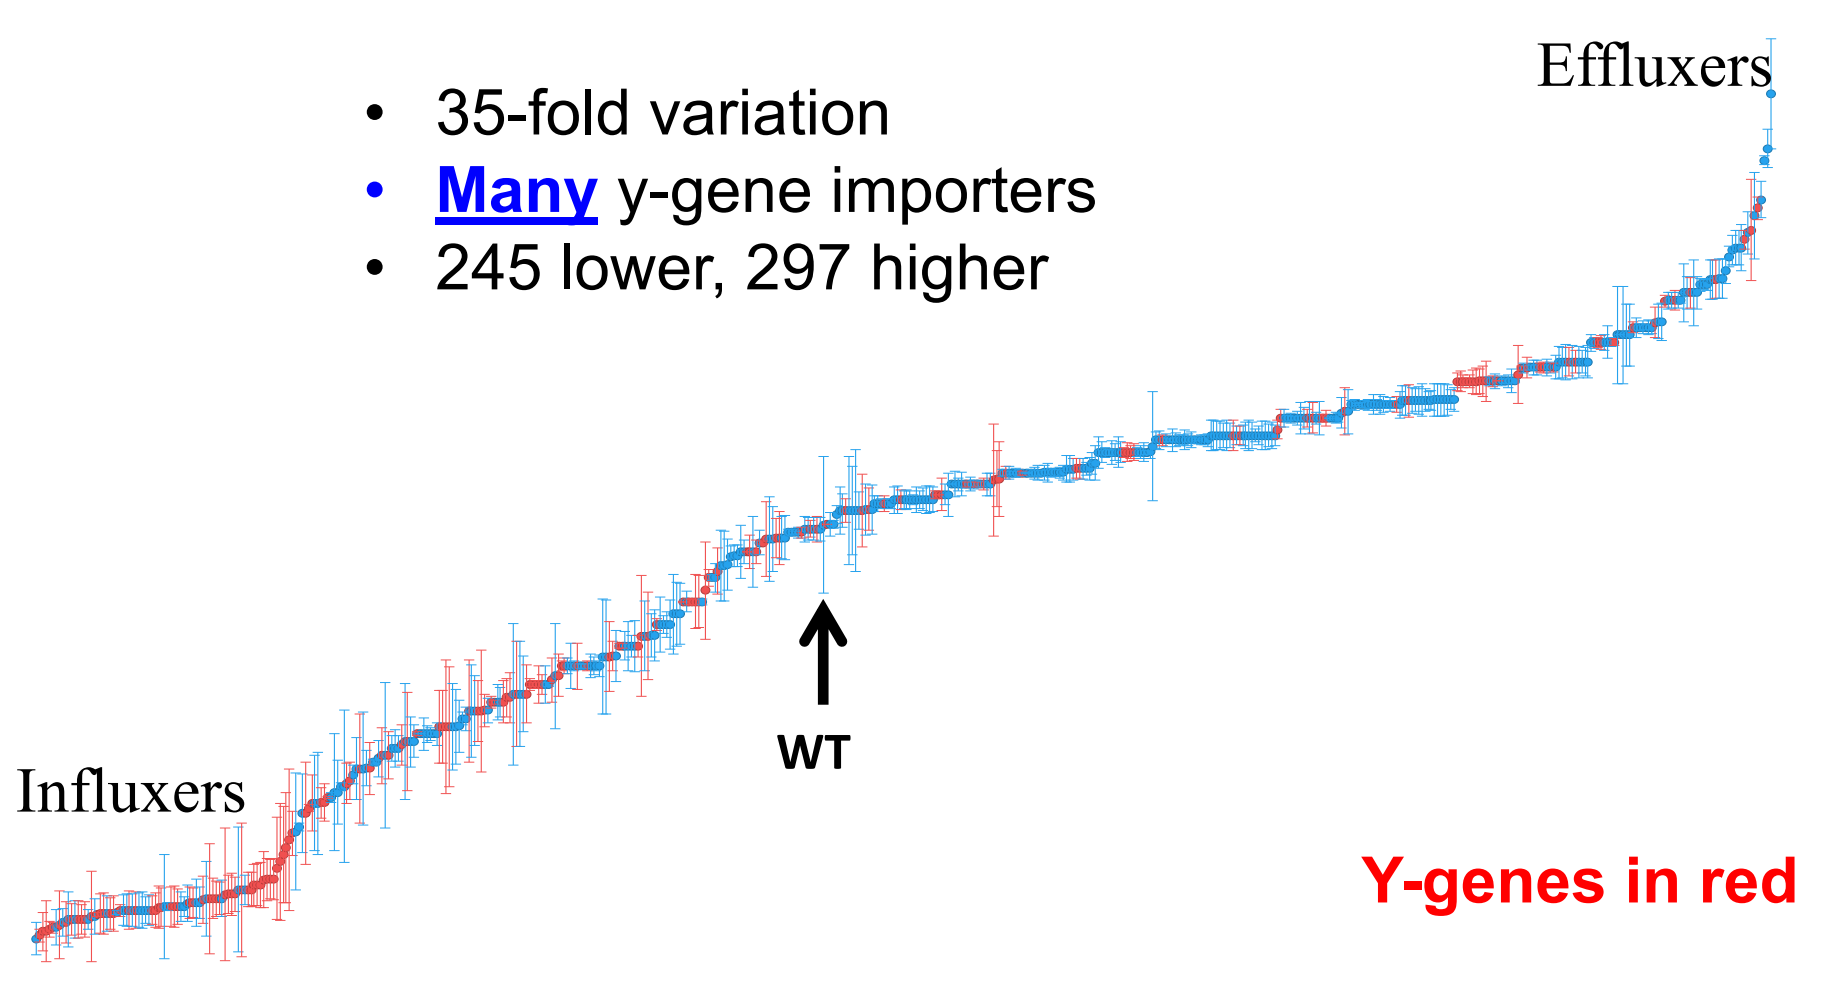 Effluxers
• 35-fold variation
• Many y-gene importers
• 245 lower, 297 higher
WT
Influxers
Y-genes in red